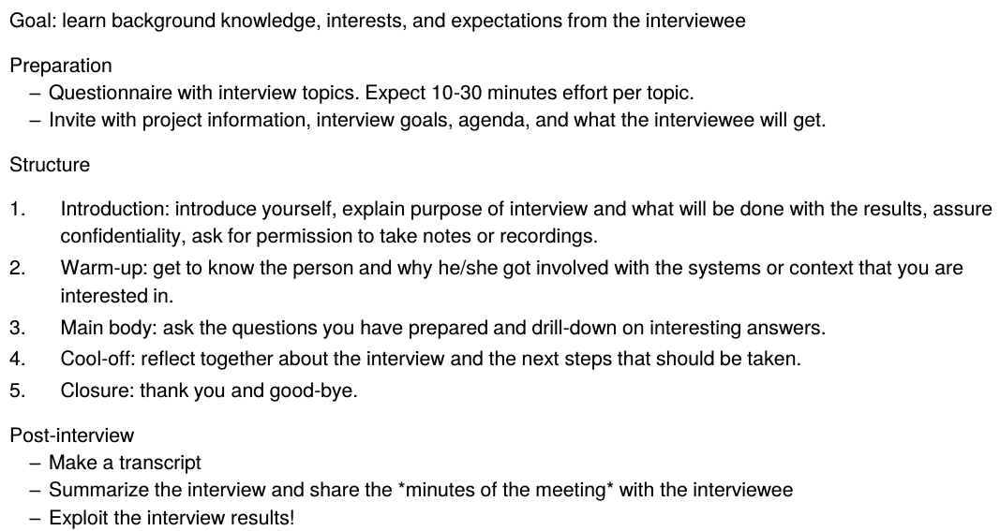 Goal: learn background knowledge, interests, and expectations from the interviewee
Preparation
– Questionnaire with interview topics. Expect 10-30 minutes effort per topic.
– Invite with project information, interview goals, agenda, and what the interviewee will get.
Structure
1. Introduction: introduce yourself, explain purpose of interview and what will be done with the results, assure
confidentiality, ask for permission to take notes or recordings.
2. Warm-up: get to know the person and why he/she got involved with the systems or context that you are
interested in.
3. Main body: ask the questions you have prepared and drill-down on interesting answers.
4. Cool-off: reflect together about the interview and the next steps that should be taken.
5. Closure: thank you and good-bye.
Post-interview
– Make a transcript
– Summarize the interview and share the *minutes of the meeting* with the interviewee
– Exploit the interview results!